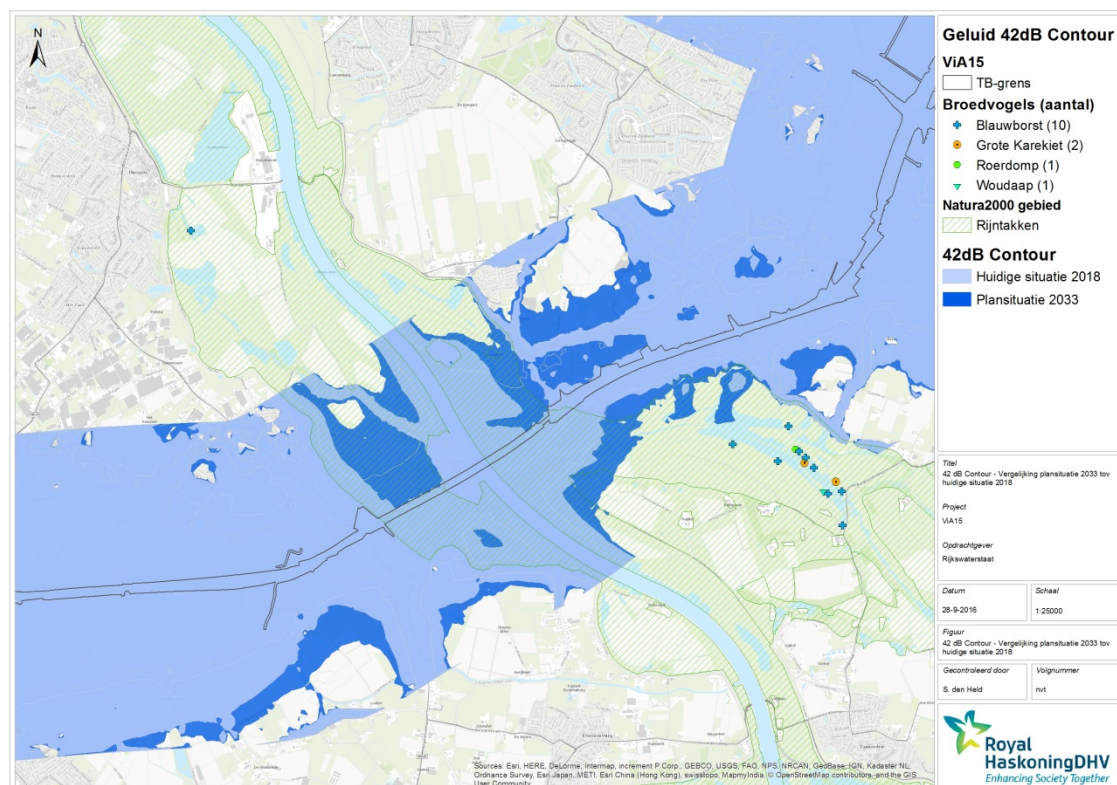 N
Geluid 42dB Contour
ViA15
TB-grens
Broedvogels (aantal)
Blauwborst (10)
Grote Karekiet (2)
Roerdomp (1)
Woudaap (1)
Natura2000 gebied
Rijntakken
42dB Contour
Huidige situatie 2018
Plansituatie 2033
Titel
42 dB Contour - Vergelijking plansituatie 2033 tov
huidige situatie 2018
Project
ViA15
Opdrachtgever
Rijkswaterstaat
Datum
Schaal
28-9-2016
1:25000
Figuur
42 dB Contour - Vergelijking plansituatie 2033 tov
huidige situatie 2018
Gecontroleerd door
Volgnummer
S. den Held
nvt
Royal
HaskoningDHV
Enhancing Society Together
Sources: Esri, HERE, DeLorme, Intermap, increment P Corp., GEBCO, USGS, FAO, NPS, NRCAN, GeoBase, IGN, Kadaster NL,
Ordnance Survey, Esri Japan, METI, Esri China (Hong Kong), swisstopo, MapmyIndia, © OpenStreetMap contributors, and the GIS
User Community